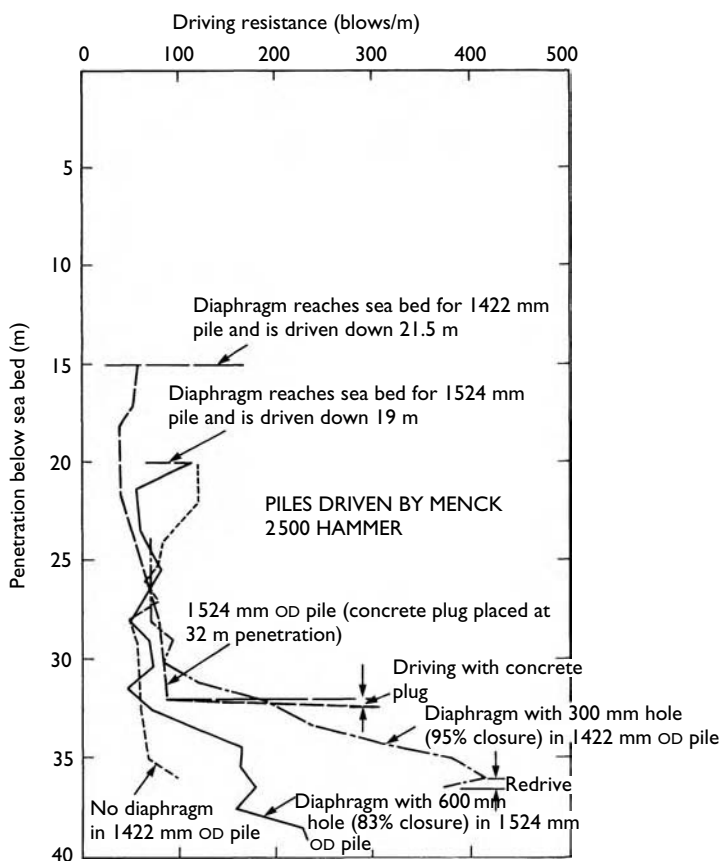 Driving resistance (blows/m)
0 100 200 300 400 500
Penetration below sea bed (m)
5
10
15
20
25
30
35
40
Diaphragm reaches sea bed for 1422 mm
pile and is driven down 21.5 m
Diaphragm reaches sea bed for 1524 mm
pile and is driven down 19 m
PILES DRIVEN BY MENCK
2500 HAMMER
1524 mm OD pile (concrete plug placed at
32 m penetration)
Driving with concrete
plug
Diaphragm with 300 mm hole
(95% closure) in 1422 mm OD pile
Redrive
No diaphragm
in 1422 mm OD pile
Diaphragm with 600 mm
hole (83% closure) in 1524 mm
OD pile